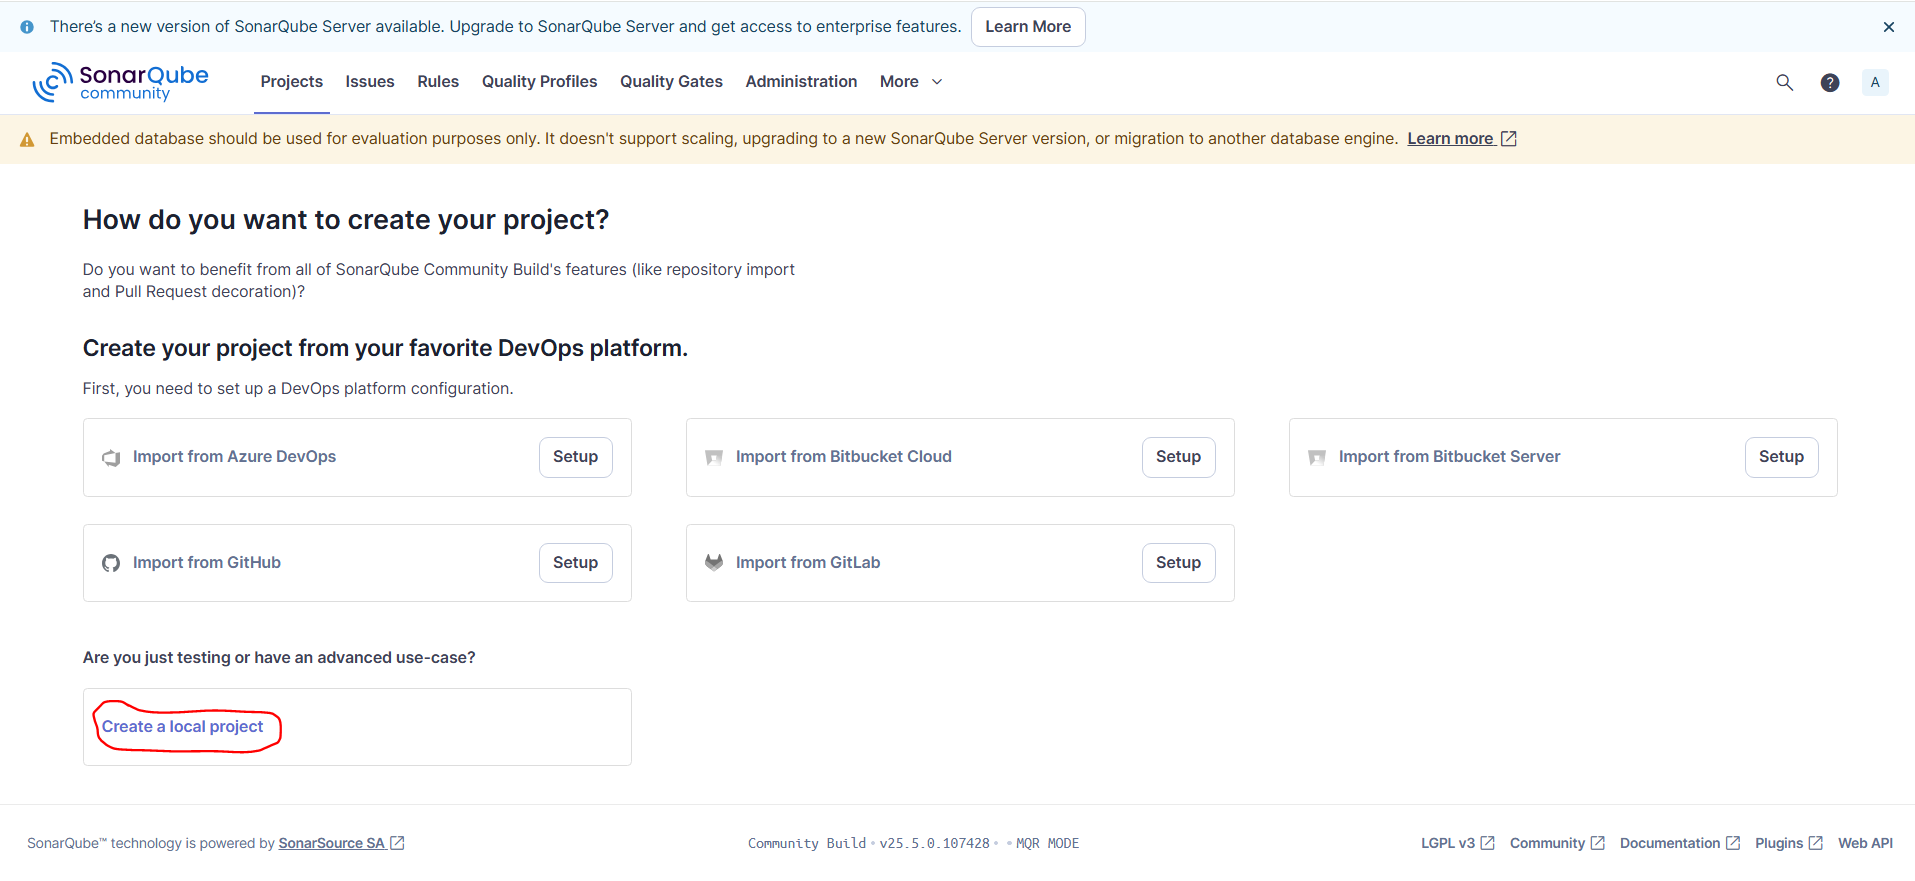 There's a new version of SonarQube Server available. Upgrade to SonarQube Server and get access to enterprise features. Learn More
SonarQube community Projects Issues Rules Quality Profiles Quality Gates Administration More ? A
Embedded database should be used for evaluation purposes only. It doesn't support scaling, upgrading to a new SonarQube Server version, or migration to another database engine. Learn more
How do you want to create your project?
Do you want to benefit from all of SonarQube Community Build's features (like repository import
and Pull Request decoration)?
Create your project from your favorite DevOps platform.
First, you need to set up a DevOps platform configuration.
Import from Azure DevOps Setup Import from Bitbucket Cloud Setup Import from Bitbucket Server Setup
Import from GitHub Setup Import from GitLab Setup
Are you just testing or have an advanced use-case?
Create a local project
SonarQube™ technology is powered by SonarSource SA Community Build • v25.5.0.107428 • • MQR MODE LGPL v3 Community Documentation Plugins Web API